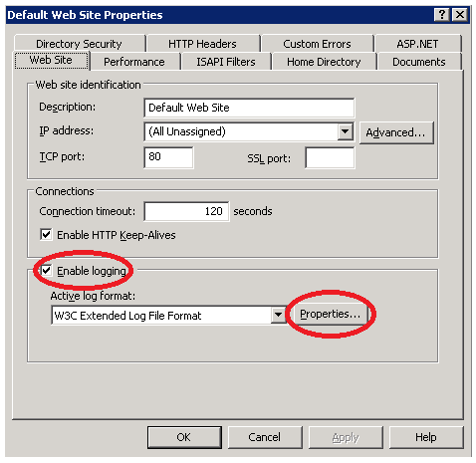 Default Web Site Properties
Directory Security HTTP Headers Custom Errors ASP.NET
Web Site Performance ISAPI Filters Home Directory Documents
Web site identification
Description: Default Web Site
IP address: (All Unassigned) Advanced...
TCP port: 80 SSL port:
Connections
Connection timeout: 120 seconds
Enable HTTP Keep-Alives
Enable logging
Active log format:
W3C Extended Log File Format Properties...
OK Cancel Apply Help